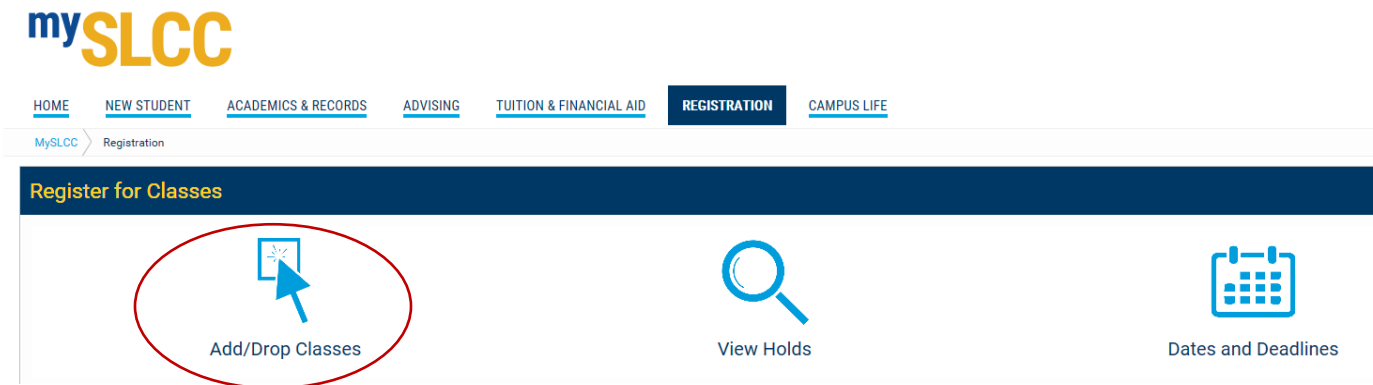 mySLCC
HOME NEW STUDENT ACADEMICS & RECORDS ADVISING TUITION & FINANCIAL AID REGISTRATION CAMPUS LIFE
MySLCC Registration
Register for Classes
Add/Drop Classes View Holds Dates and Deadlines